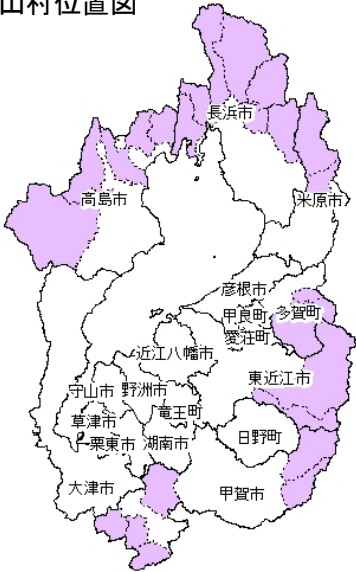 山村位置図
長浜市
高島市
米原市
彦根市
甲良町
多賀町
愛荘町
近江八幡市
東近江市
守山市
野洲市
竜王町
草津市
日野町
栗東市
湖南市
大津市
甲賀市